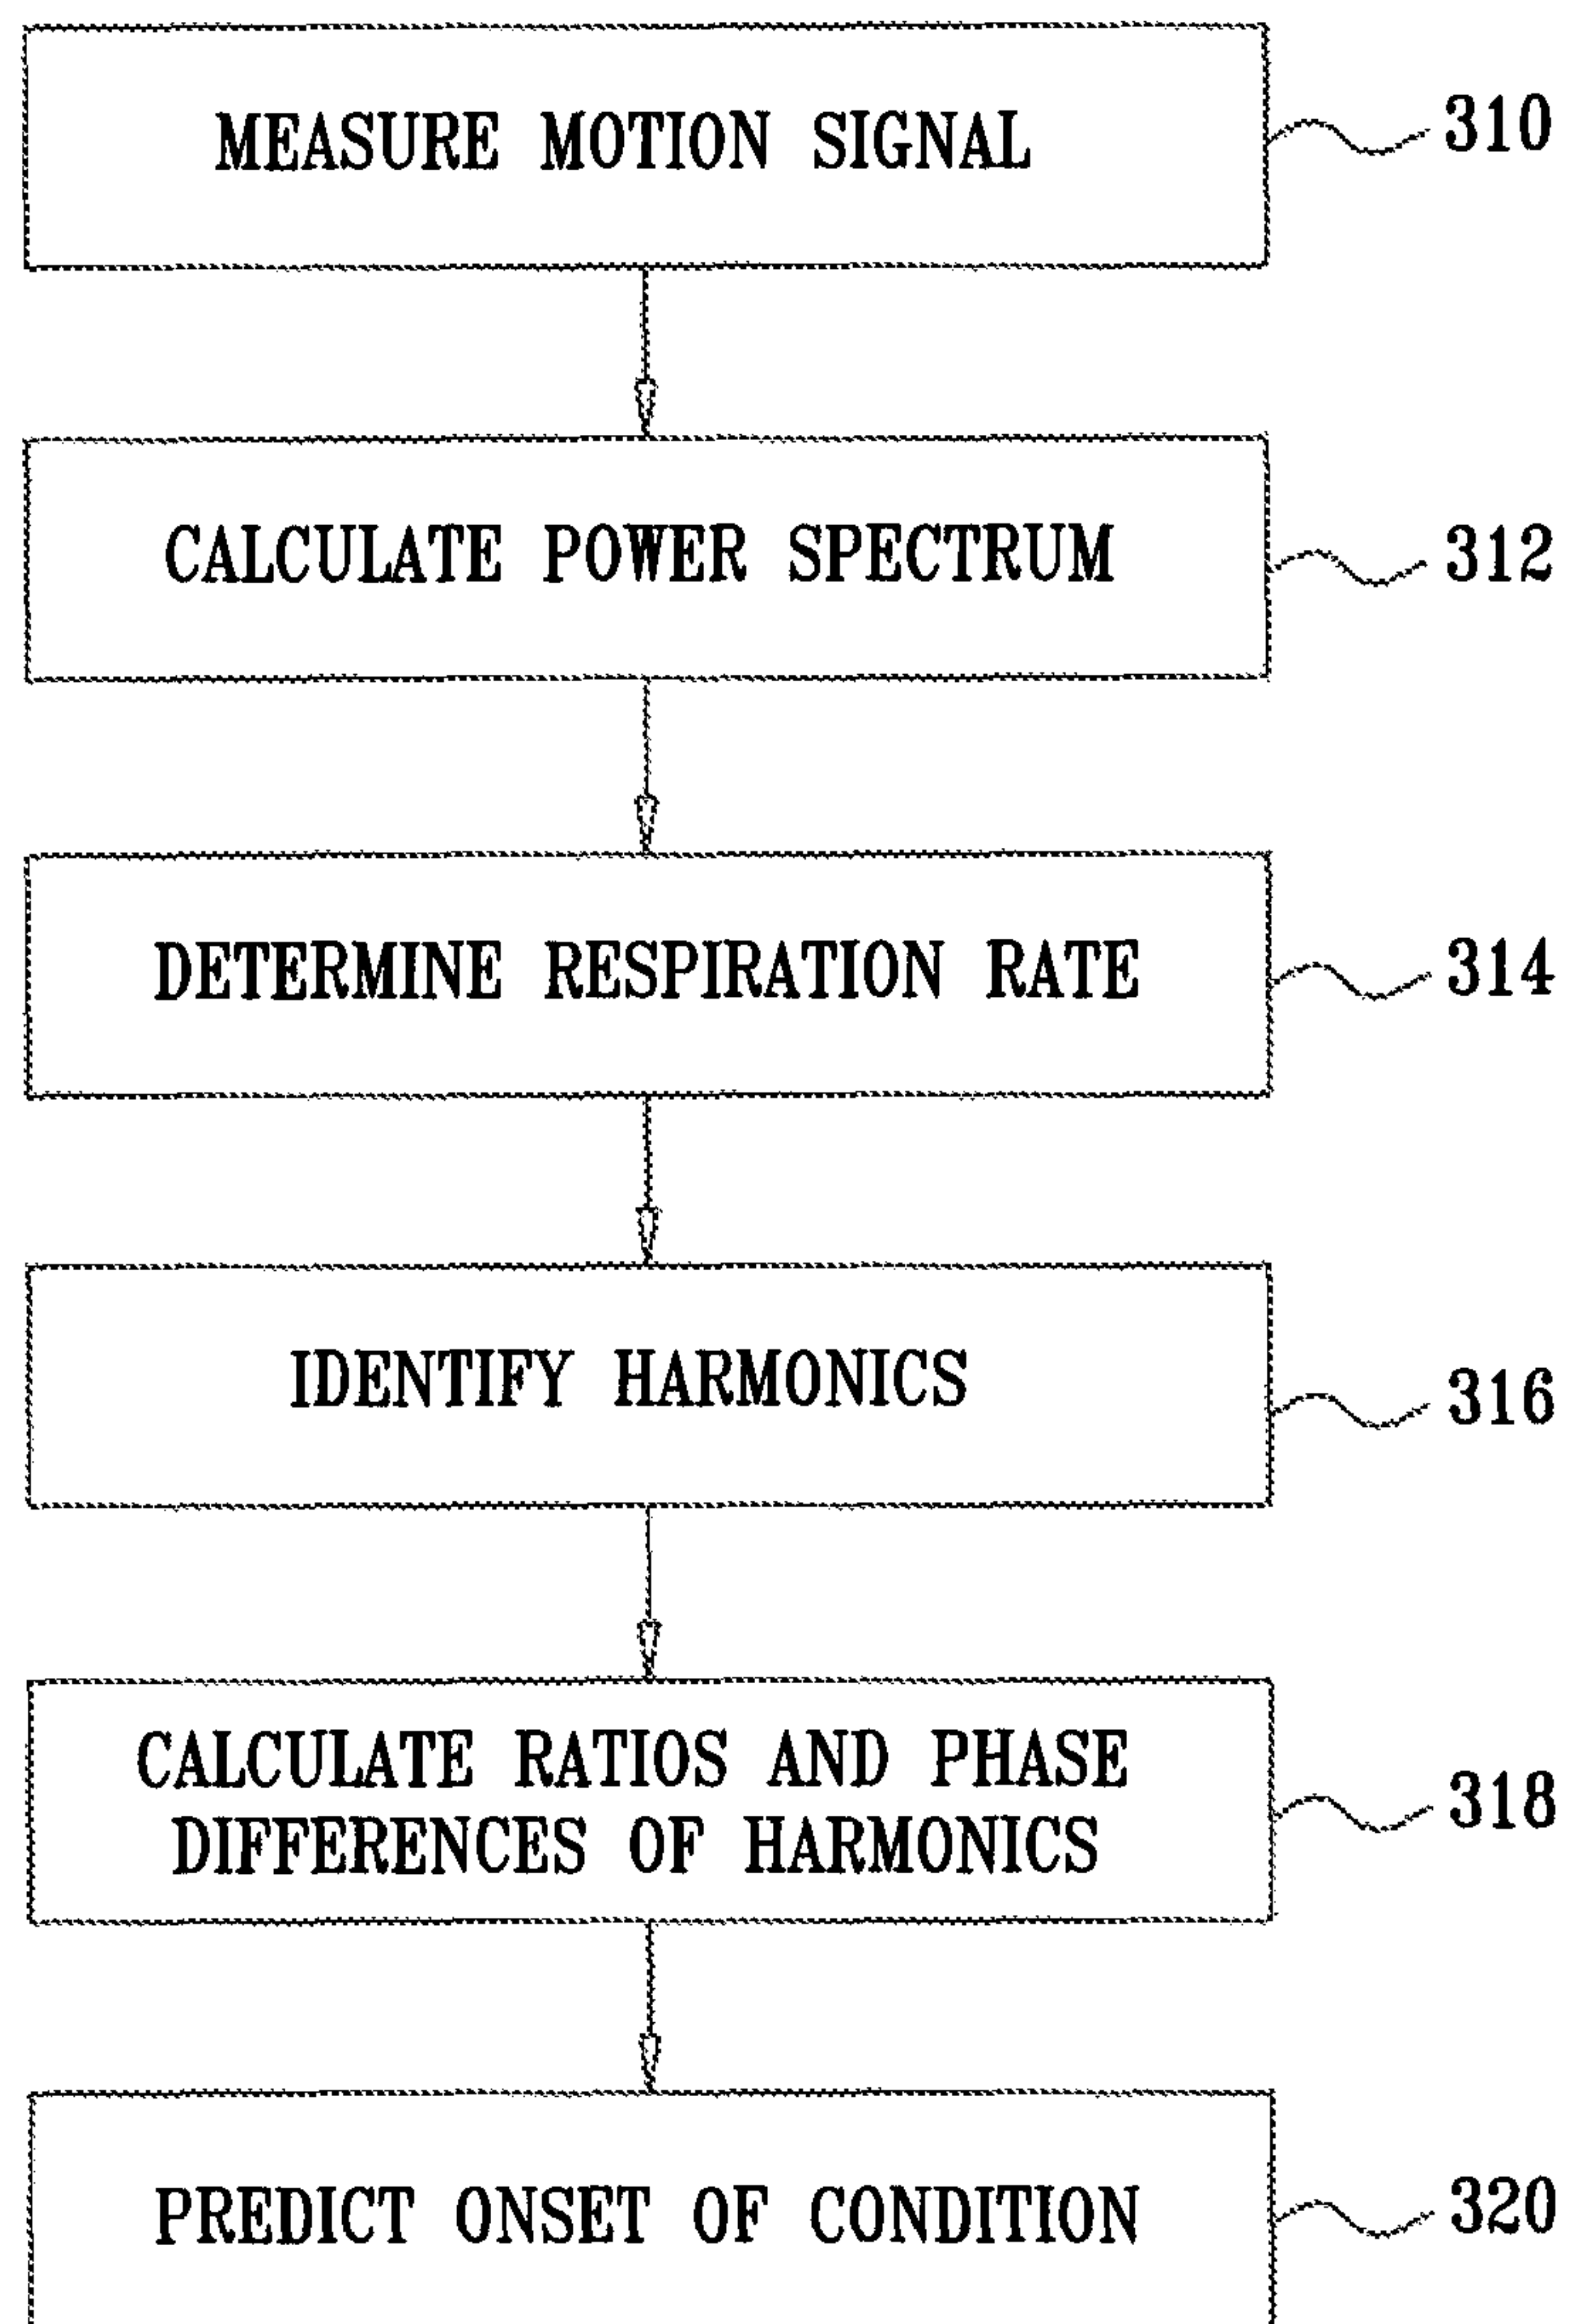 MEASURE MOTION SIGNAL
310
CALCULATE POWER SPECTRUM
312
DETERMINE RESPIRATION RATE
314
IDENTIFY HARMONICS
316
CALCULATE RATIOS AND PHASE
DIFFERENCES OF HARMONICS
318
PREDICT ONSET OF CONDITION
320